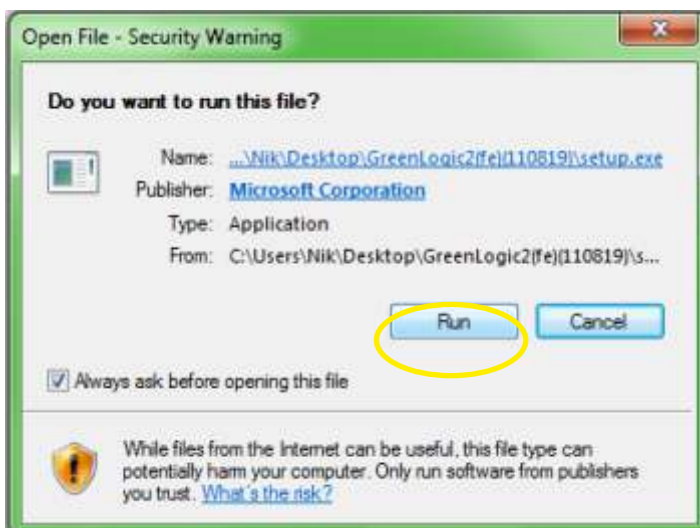 Open File - Security Warning
Do you want to run this file?
Name: ...\Nik\Desktop\GreenLogic2(fe)(110819)\setup.exe
Publisher: Microsoft Corporation
Type: Application
From: C:\Users\Nik\Desktop\GreenLogic2(fe)(110819)\s...
Run Cancel
Always ask before opening this file
While files from the Internet can be useful, this file type can
potentially harm your computer. Only run software from publishers
you trust. What's the risk?